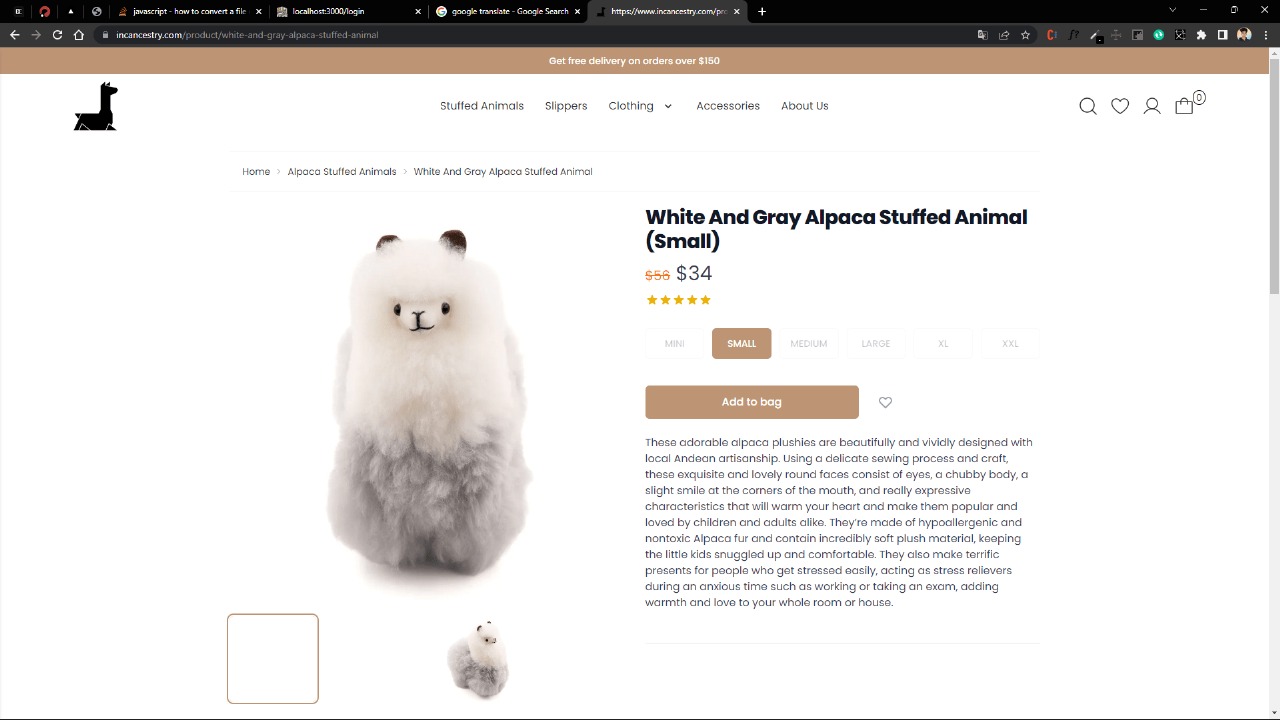 javascript - how to convert a file
localhost:3000/login
google translate - Google Search
https://www.incancestry.com/pro
incancestry.com/product/white-and-gray-alpaca-stuffed-animal
Get free delivery on orders over $150
Stuffed Animals Slippers Clothing Accessories About Us
0
Home > Alpaca Stuffed Animals > White And Gray Alpaca Stuffed Animal
White And Gray Alpaca Stuffed Animal
(Small)
$56 $34
MINI SMALL MEDIUM LARGE XL XXL
Add to bag
These adorable alpaca plushies are beautifully and vividly designed with
local Andean artisanship. Using a delicate sewing process and craft,
these exquisite and lovely round faces consist of eyes, a chubby body, a
slight smile at the corners of the mouth, and really expressive
characteristics that will warm your heart and make them popular and
loved by children and adults alike. They're made of hypoallergenic and
nontoxic Alpaca fur and contain incredibly soft plush material, keeping
the little kids snuggled up and comfortable. They also make terrific
presents for people who get stressed easily, acting as stress relievers
during an anxious time such as working or taking an exam, adding
warmth and love to your whole room or house.